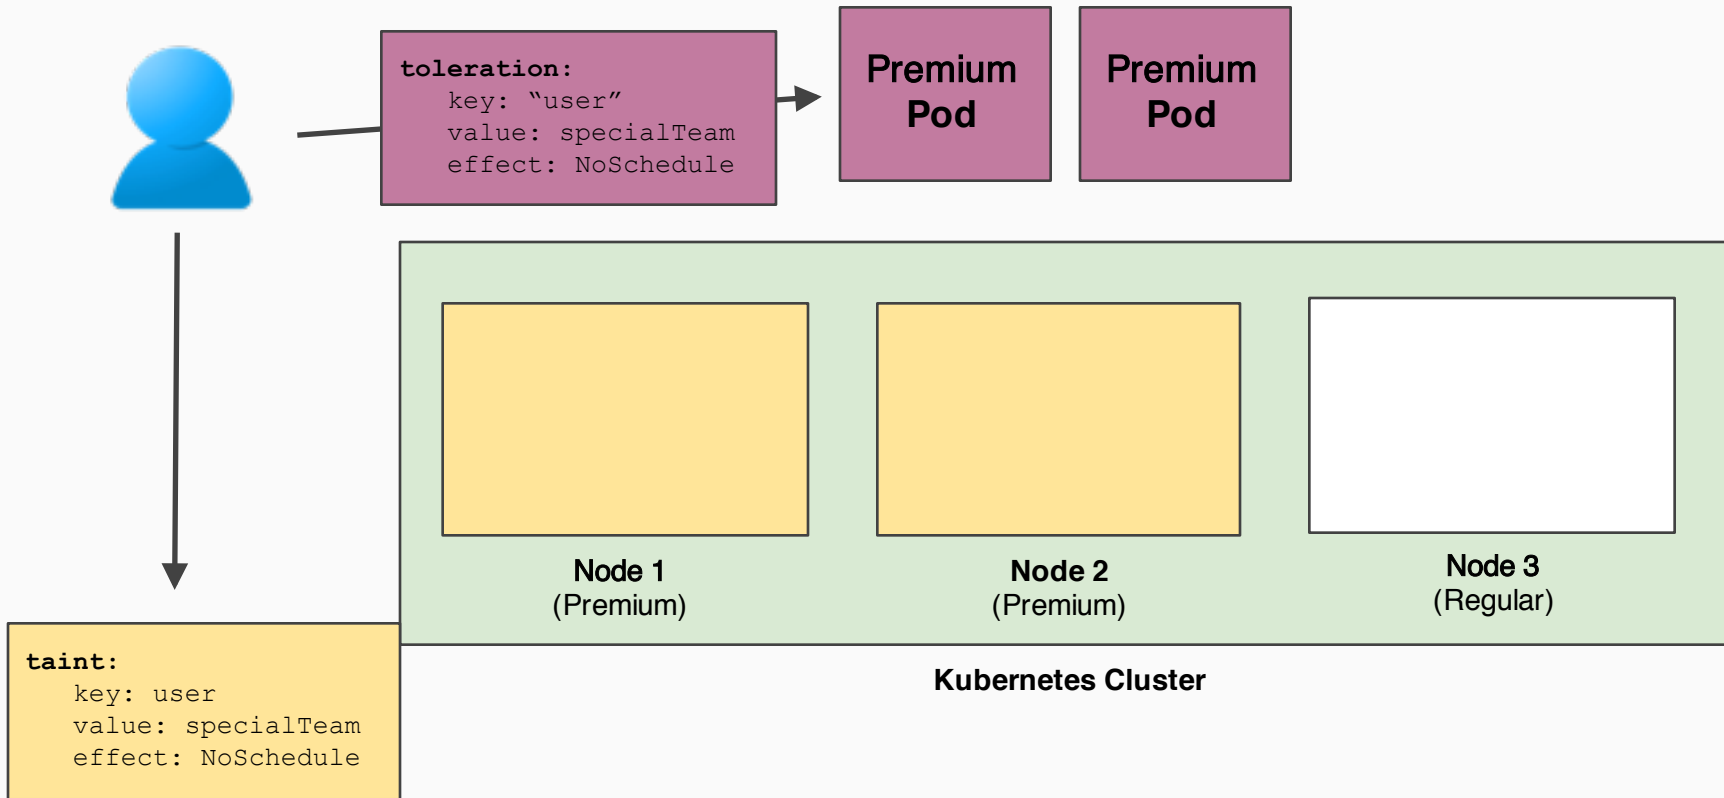 toleration:
key: “user”
value: specialTeam
effect: NoSchedule
Premium
Pod
Premium
Pod
Node 1
(Premium)
Node 2
(Premium)
Node 3
(Regular)
Kubernetes Cluster
taint:
key: user
value: specialTeam
effect: NoSchedule